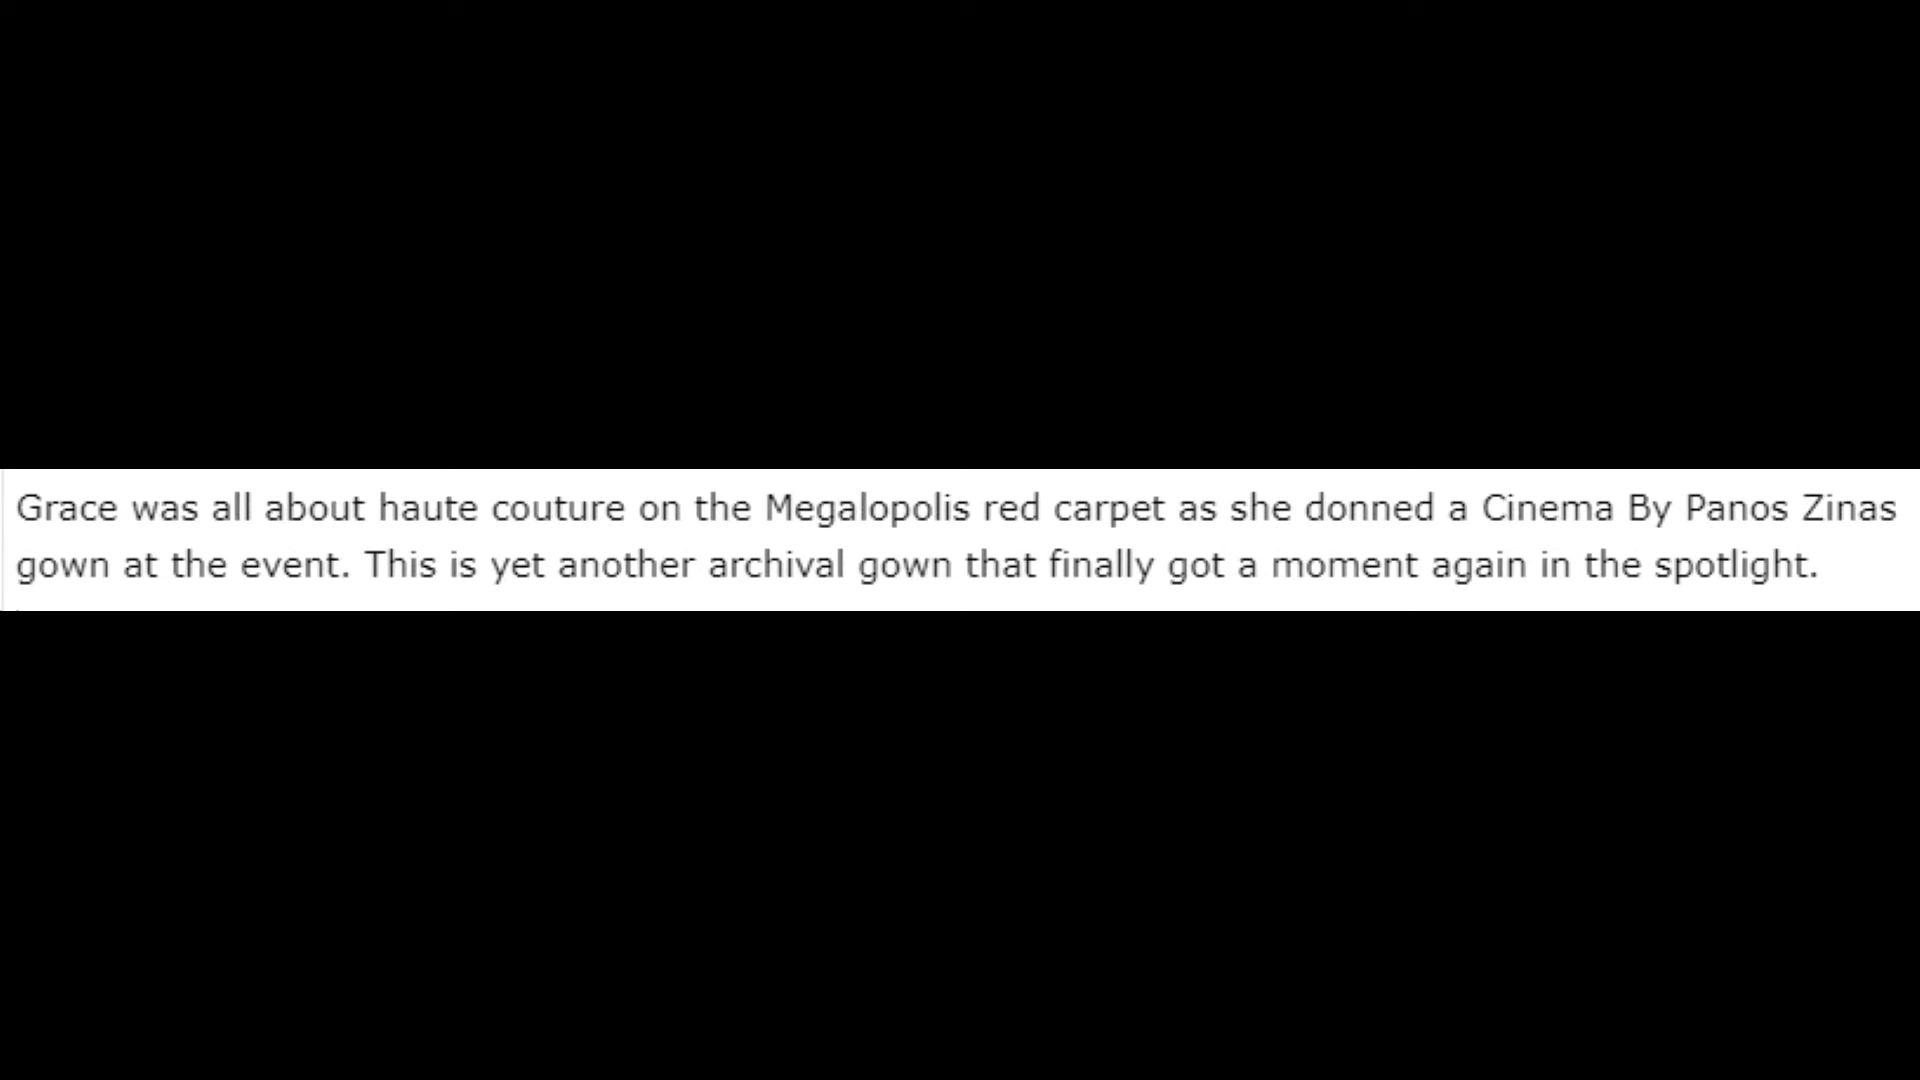 Grace was all about haute couture on the Megalopolis red carpet as she donned a Cinema By Panos Zinas
gown at the event. This is yet another archival gown that finally got a moment again in the spotlight.